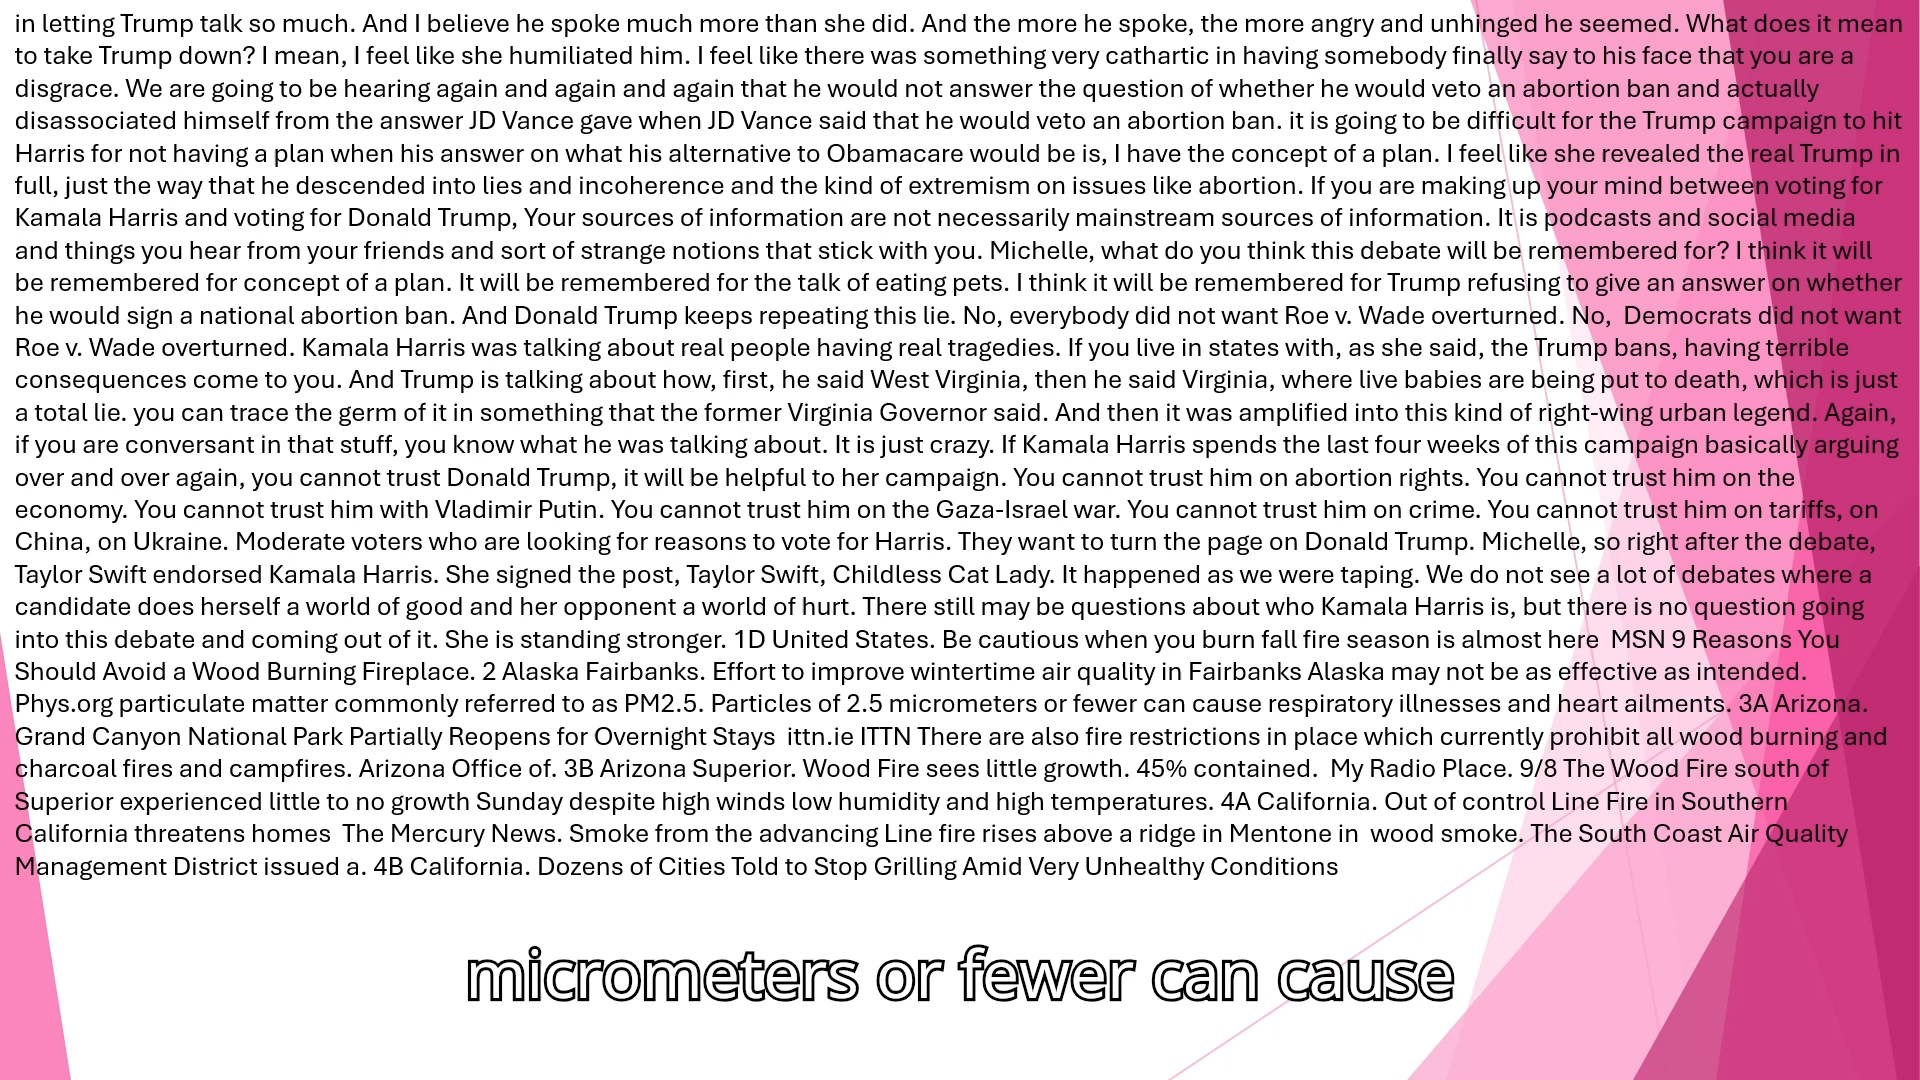 in letting Trump talk so much. And I believe he spoke much more than she did. And the more he spoke, the more angry and unhinged he seemed. What does it mean
to take Trump down? I mean, I feel like she humiliated him. I feel like there was something very cathartic in having somebody finally say to his face that you are a
disgrace. We are going to be hearing again and again and again that he would not answer the question of whether he would veto an abortion ban and actually
disassociated himself from the answer JD Vance gave when JD Vance said that he would veto an abortion ban. it is going to be difficult for the Trump campaign to hit
Harris for not having a plan when his answer on what his alternative to Obamacare would be is, I have the concept of a plan. I feel like she revealed the real Trump in
full, just the way that he descended into lies and incoherence and the kind of extremism on issues like abortion. If you are making up your mind between voting for
Kamala Harris and voting for Donald Trump, Your sources of information are not necessarily mainstream sources of information. It is podcasts and social media
and things you hear from your friends and sort of strange notions that stick with you. Michelle, what do you think this debate will be remembered for? I think it will
be remembered for concept of a plan. It will be remembered for the talk of eating pets. I think it will be remembered for Trump refusing to give an answer on whether
he would sign a national abortion ban. And Donald Trump keeps repeating this lie. No, everybody did not want Roe v. Wade overturned. No,  Democrats did not want
Roe v. Wade overturned. Kamala Harris was talking about real people having real tragedies. If you live in states with, as she said, the Trump bans, having terrible
consequences come to you. And Trump is talking about how, first, he said West Virginia, then he said Virginia, where live babies are being put to death, which is just
a total lie. you can trace the germ of it in something that the former Virginia Governor said. And then it was amplified into this kind of right-wing urban legend. Again,
if you are conversant in that stuff, you know what he was talking about. It is just crazy. If Kamala Harris spends the last four weeks of this campaign basically arguing
over and over again, you cannot trust Donald Trump, it will be helpful to her campaign. You cannot trust him on abortion rights. You cannot trust him on the
economy. You cannot trust him with Vladimir Putin. You cannot trust him on the Gaza-Israel war. You cannot trust him on crime. You cannot trust him on tariffs, on
China, on Ukraine. Moderate voters who are looking for reasons to vote for Harris. They want to turn the page on Donald Trump. Michelle, so right after the debate,
Taylor Swift endorsed Kamala Harris. She signed the post, Taylor Swift, Childless Cat Lady. It happened as we were taping. We do not see a lot of debates where a
candidate does herself a world of good and her opponent a world of hurt. There still may be questions about who Kamala Harris is, but there is no question going
into this debate and coming out of it. She is standing stronger. 1D United States. Be cautious when you burn fall fire season is almost here  MSN 9 Reasons You
Should Avoid a Wood Burning Fireplace. 2 Alaska Fairbanks. Effort to improve wintertime air quality in Fairbanks Alaska may not be as effective as intended.
Phys.org particulate matter commonly referred to as PM2.5. Particles of 2.5 micrometers or fewer can cause respiratory illnesses and heart ailments. 3A Arizona.
Grand Canyon National Park Partially Reopens for Overnight Stays  ittn.ie ITTN There are also fire restrictions in place which currently prohibit all wood burning and
charcoal fires and campfires. Arizona Office of. 3B Arizona Superior. Wood Fire sees little growth. 45% contained.  My Radio Place. 9/8 The Wood Fire south of
Superior experienced little to no growth Sunday despite high winds low humidity and high temperatures. 4A California. Out of control Line Fire in Southern
California threatens homes  The Mercury News. Smoke from the advancing Line fire rises above a ridge in Mentone in  wood smoke. The South Coast Air Quality
Management District issued a. 4B California. Dozens of Cities Told to Stop Grilling Amid Very Unhealthy Conditions
micrometers or fewer can cause